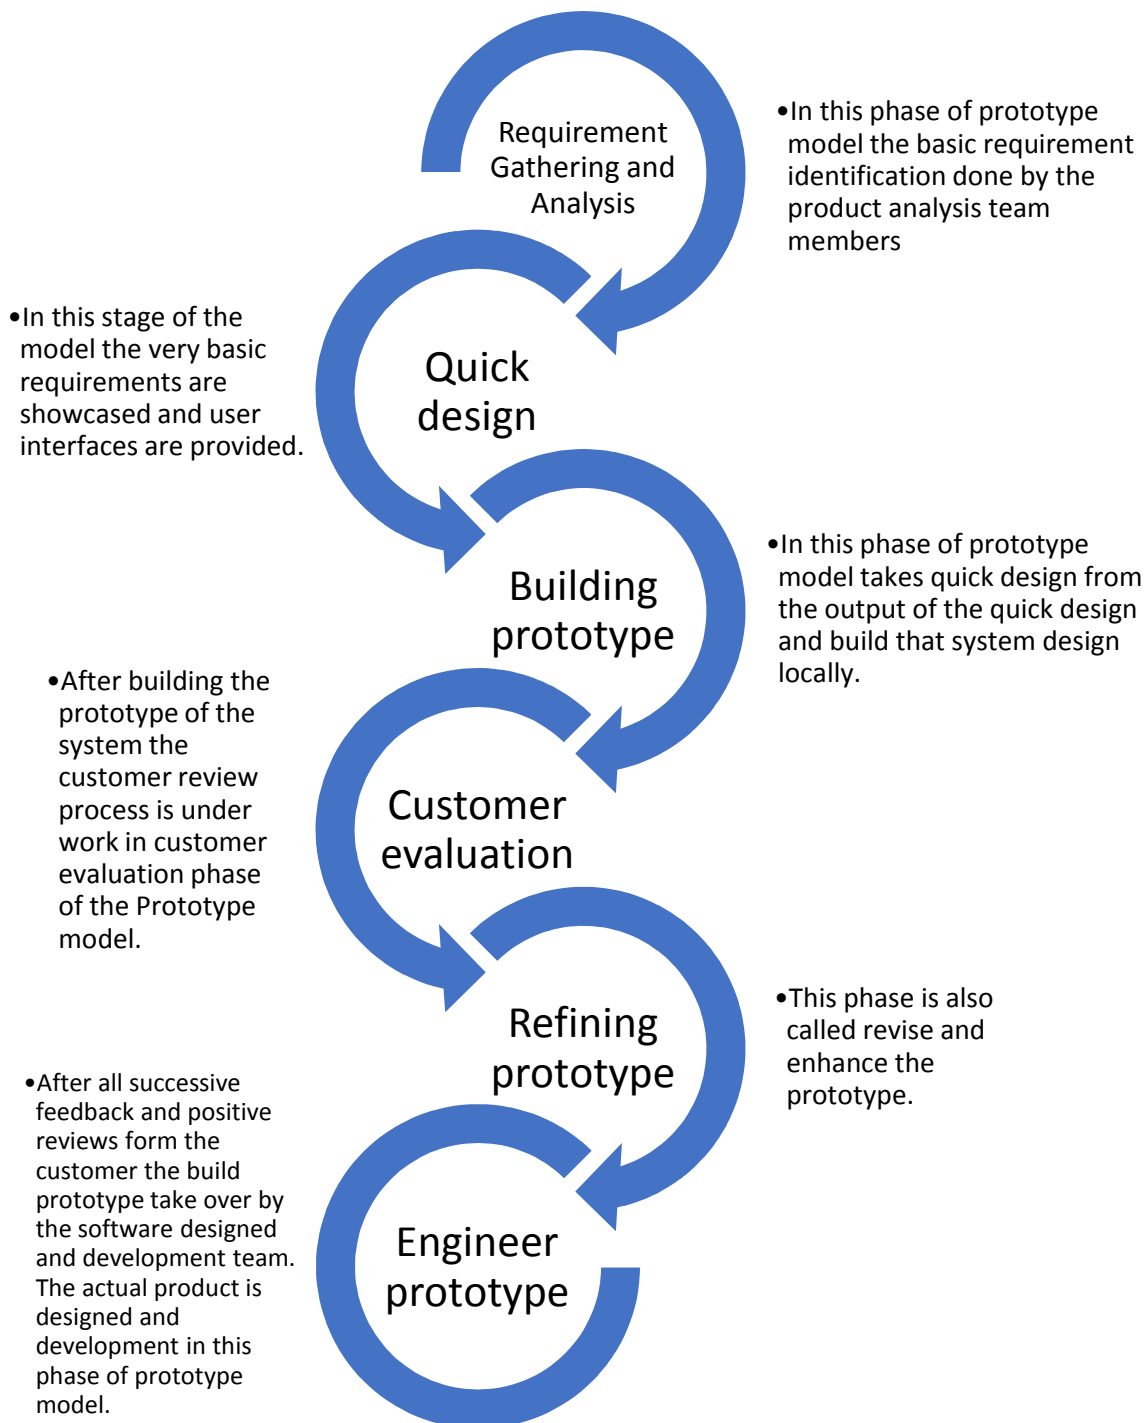 Requirement
Gathering and
Analysis
•In this phase of prototype
model the basic requirement
identification done by the
product analysis team
members
Quick
design
•In this stage of the
model the very basic
requirements are
showcased and user
interfaces are provided.
Building
prototype
•In this phase of prototype
model takes quick design from
the output of the quick design
and build that system design
locally.
Customer
evaluation
•After building the
prototype of the
system the
customer review
process is under
work in customer
evaluation phase
of the Prototype
model.
Refining
prototype
•This phase is also
called revise and
enhance the
prototype.
Engineer
prototype
•After all successive
feedback and positive
reviews form the
customer the build
prototype take over by
the software designed
and development team.
The actual product is
designed and
development in this
phase of prototype
model.